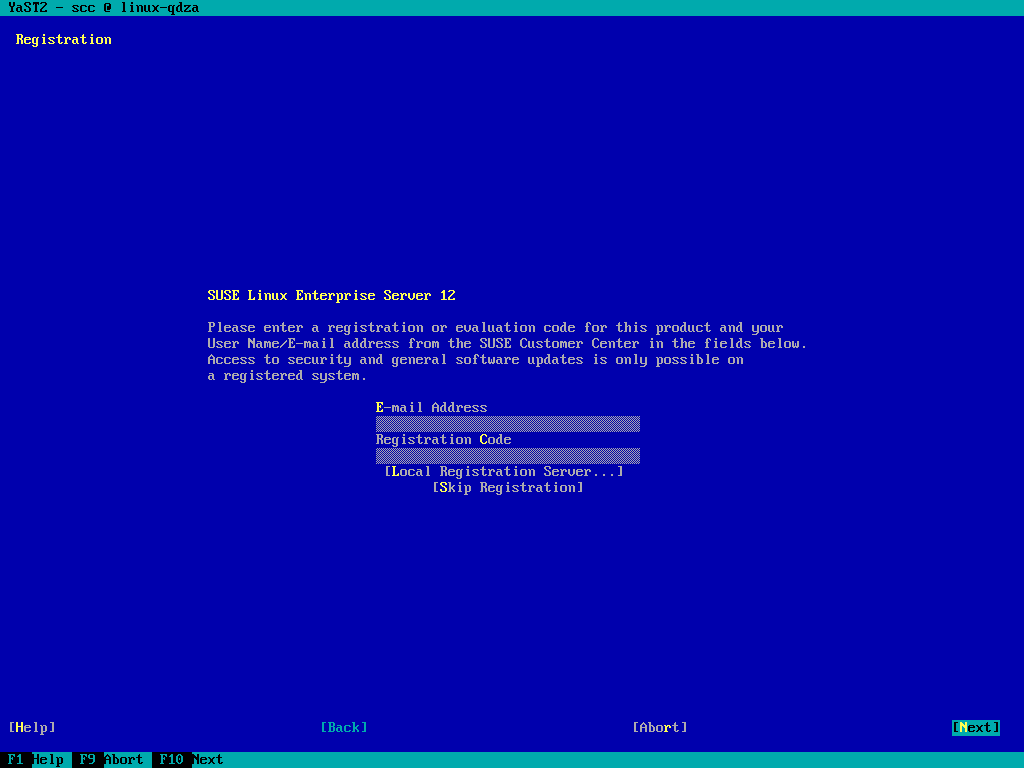 YaST2 - scc @ linux-qdza
Registration
SUSE Linux Enterprise Server 12
Please enter a registration or evaluation code for this product and your
User Name/E-mail address from the SUSE Customer Center in the fields below.
Access to security and general software updates is only possible on
a registered system.
E-mail Address
Registration Code
[Local Registration Server...]
[Skip Registration]
[Help] [Back] [Abort] [Next]
F1 Help F9 Abort F10 Next